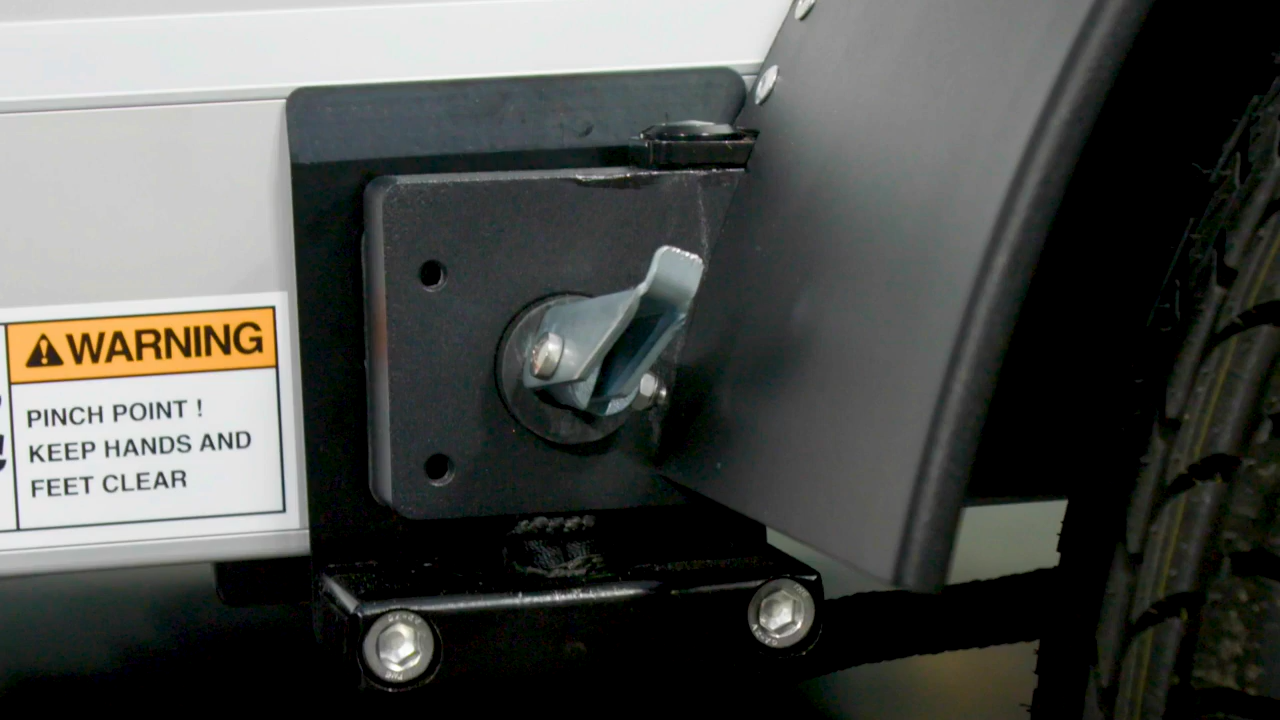 WARNING
PINCH POINT !
KEEP HANDS AND
FEET CLEAR